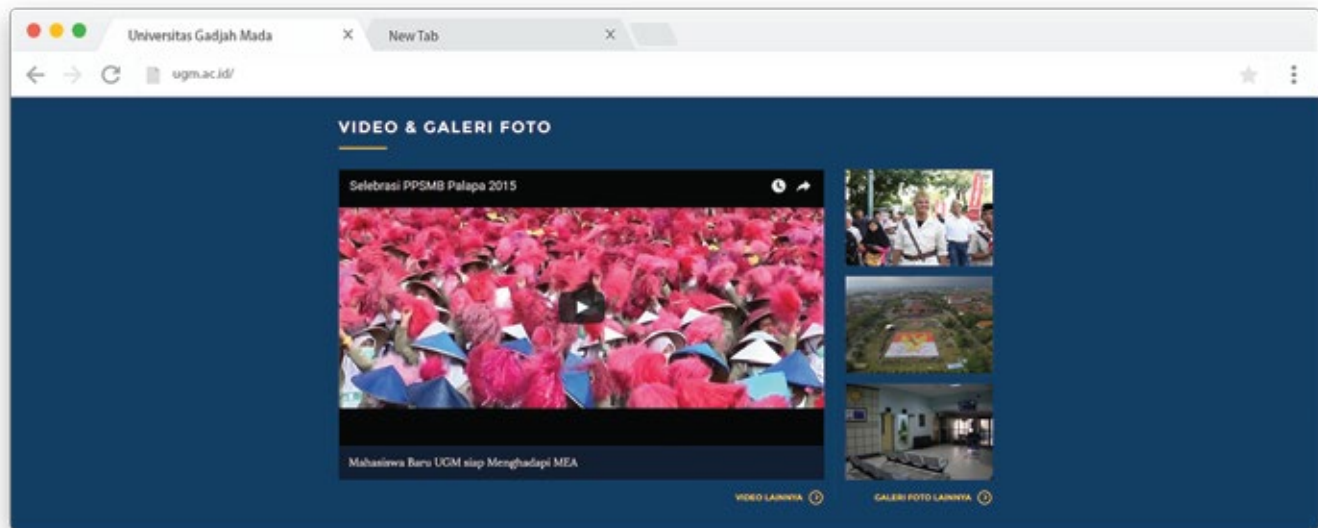 Universitas Gadjah Mada
New Tab
ugm.ac.id/
VIDEO & GALERI FOTO
Selebrasi PPSMB Palapa 2015
Mahasiswa Baru UGM siap Menghadapi MEA
VIDEO LAINNYA
GALERI FOTO LAINNYA